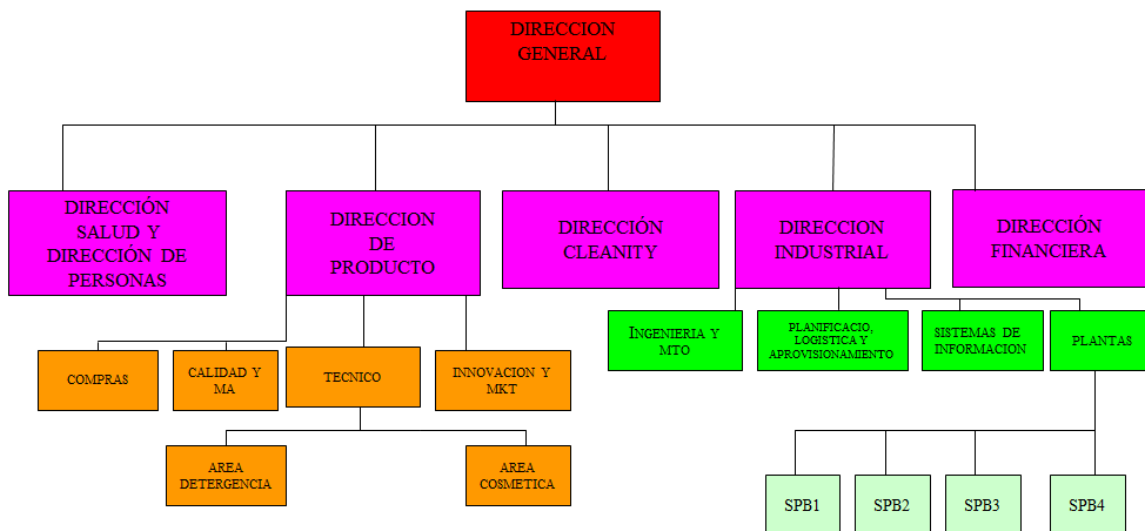 DIRECCION
GENERAL
DIRECCIÓN
SALUD Y
DIRECCIÓN DE
PERSONAS
DIRECCION
DE
PRODUCTO
DIRECCIÓN
CLEANITY
DIRECCION
INDUSTRIAL
DIRECCIÓN
FINANCIERA
INGENIERIA Y
MTO
PLANIFICACIO,
LOGISTICA Y
APROVISIONAMIENTO
SISTEMAS DE
INFORMACION
PLANTAS
COMPRAS
CALIDAD Y
MA
TECNICO
INNOVACION Y
MKT
AREA
DETERGENCIA
AREA
COSMETICA
SPB1
SPB2
SPB3
SPB4